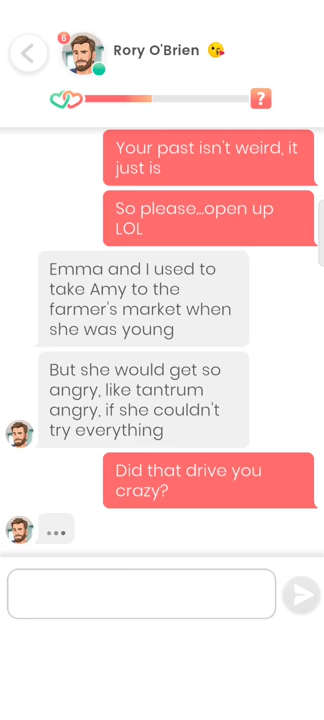 6
Rory O'Brien 😘
?
Your past isn't weird, it
just is
So please...open up
LOL
Emma and I used to
take Amy to the
farmer's market when
she was young
But she would get so
angry, like tantrum
angry, if she couldn't
try everything
Did that drive you
crazy?
...